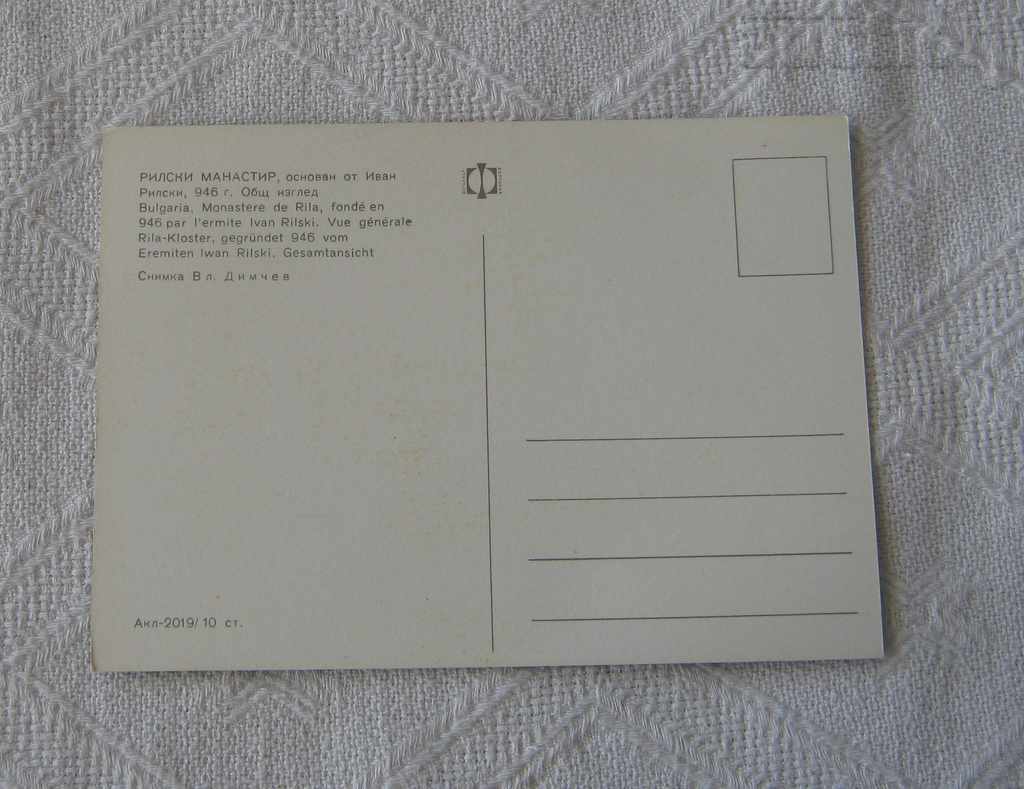 РИЛСКИ МАНАСТИР, основан от Иван
Рилски, 946 г. Общ изглед
Bulgaria. Monastere de Rila, fondé en
946 par l'ermite Ivan Rilski. Vue générale
Rila-Kloster, gegründet 946 vom
Eremiten Iwan Rilski. Gesamtansicht
Снимка Вл. Димчев
Акл-2019/10 ст.